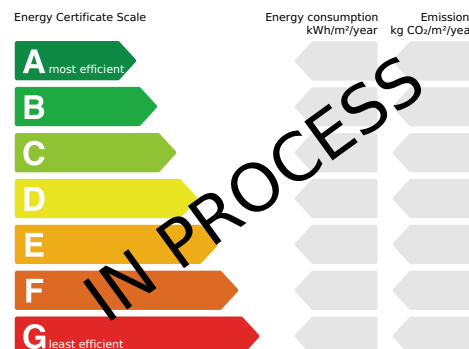 Energy Certificate Scale
Energy consumption
kWh/m²/year
Emission
kg CO₂/m²/year
A most efficient
B
C
D
E
F
G least efficient
IN PROCESS